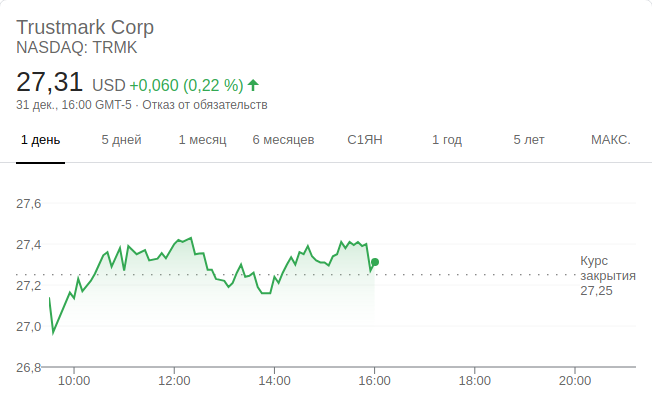 Trustmark Corp
NASDAQ: TRMK
27,31 USD +0,060 (0,22 %)
31 дек., 16:00 GMT-5 · Отказ от обязательств
1 день 5 дней 1 месяц 6 месяцев С1ЯН 1 год 5 лет МАКС.
27,6
27,4
27,2
27,0
26,8
Курс
закрытия
27,25
10:00 12:00 14:00 16:00 18:00 20:00